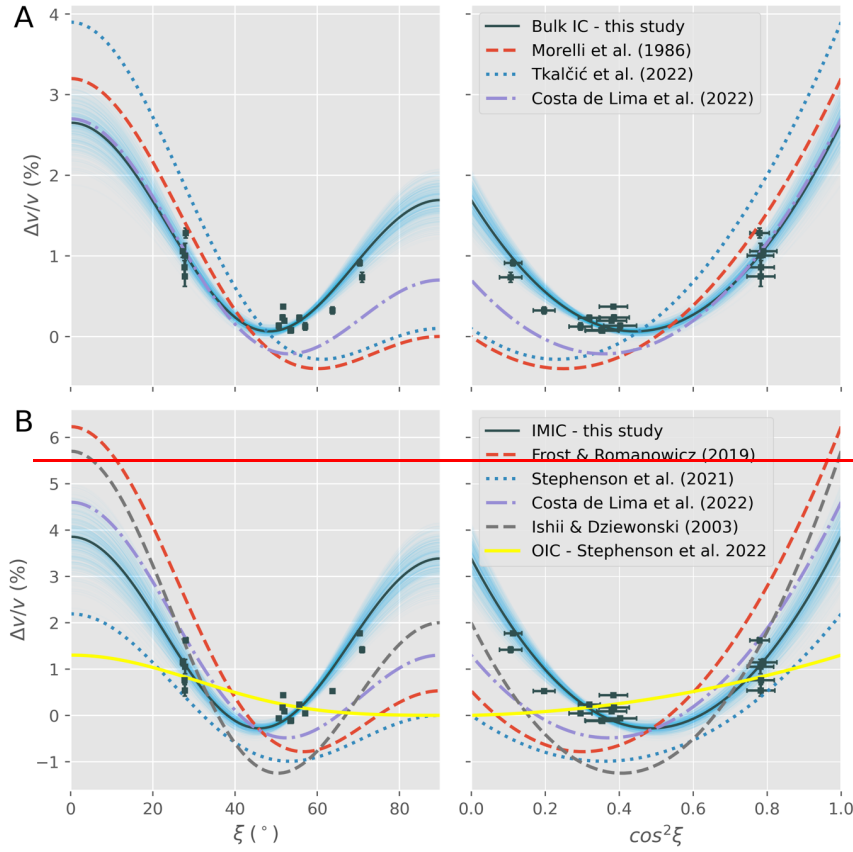 A
4
3
2
1
0
Δv/v (%)
Bulk IC - this study
Morelli et al. (1986)
Tkalčić et al. (2022)
Costa de Lima et al. (2022)
B
6
5
4
3
2
1
0
−1
Δv/v (%)
IMIC - this study
Frost & Romanowicz (2019)
Stephenson et al. (2021)
Costa de Lima et al. (2022)
Ishii & Dziewonski (2003)
OIC - Stephenson et al. 2022
0 20 40 60 80
ξ (°)
0.0 0.2 0.4 0.6 0.8 1.0
cos²ξ